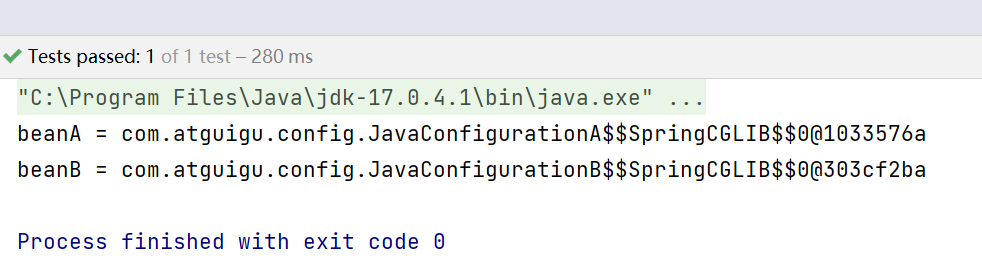 Tests passed: 1 of 1 test – 280 ms
"C:\Program Files\Java\jdk-17.0.4.1\bin\java.exe" ...
beanA = com.atguigu.config.JavaConfigurationA$$SpringCGLIB$$0@1033576a
beanB = com.atguigu.config.JavaConfigurationB$$SpringCGLIB$$0@303cf2ba
Process finished with exit code 0